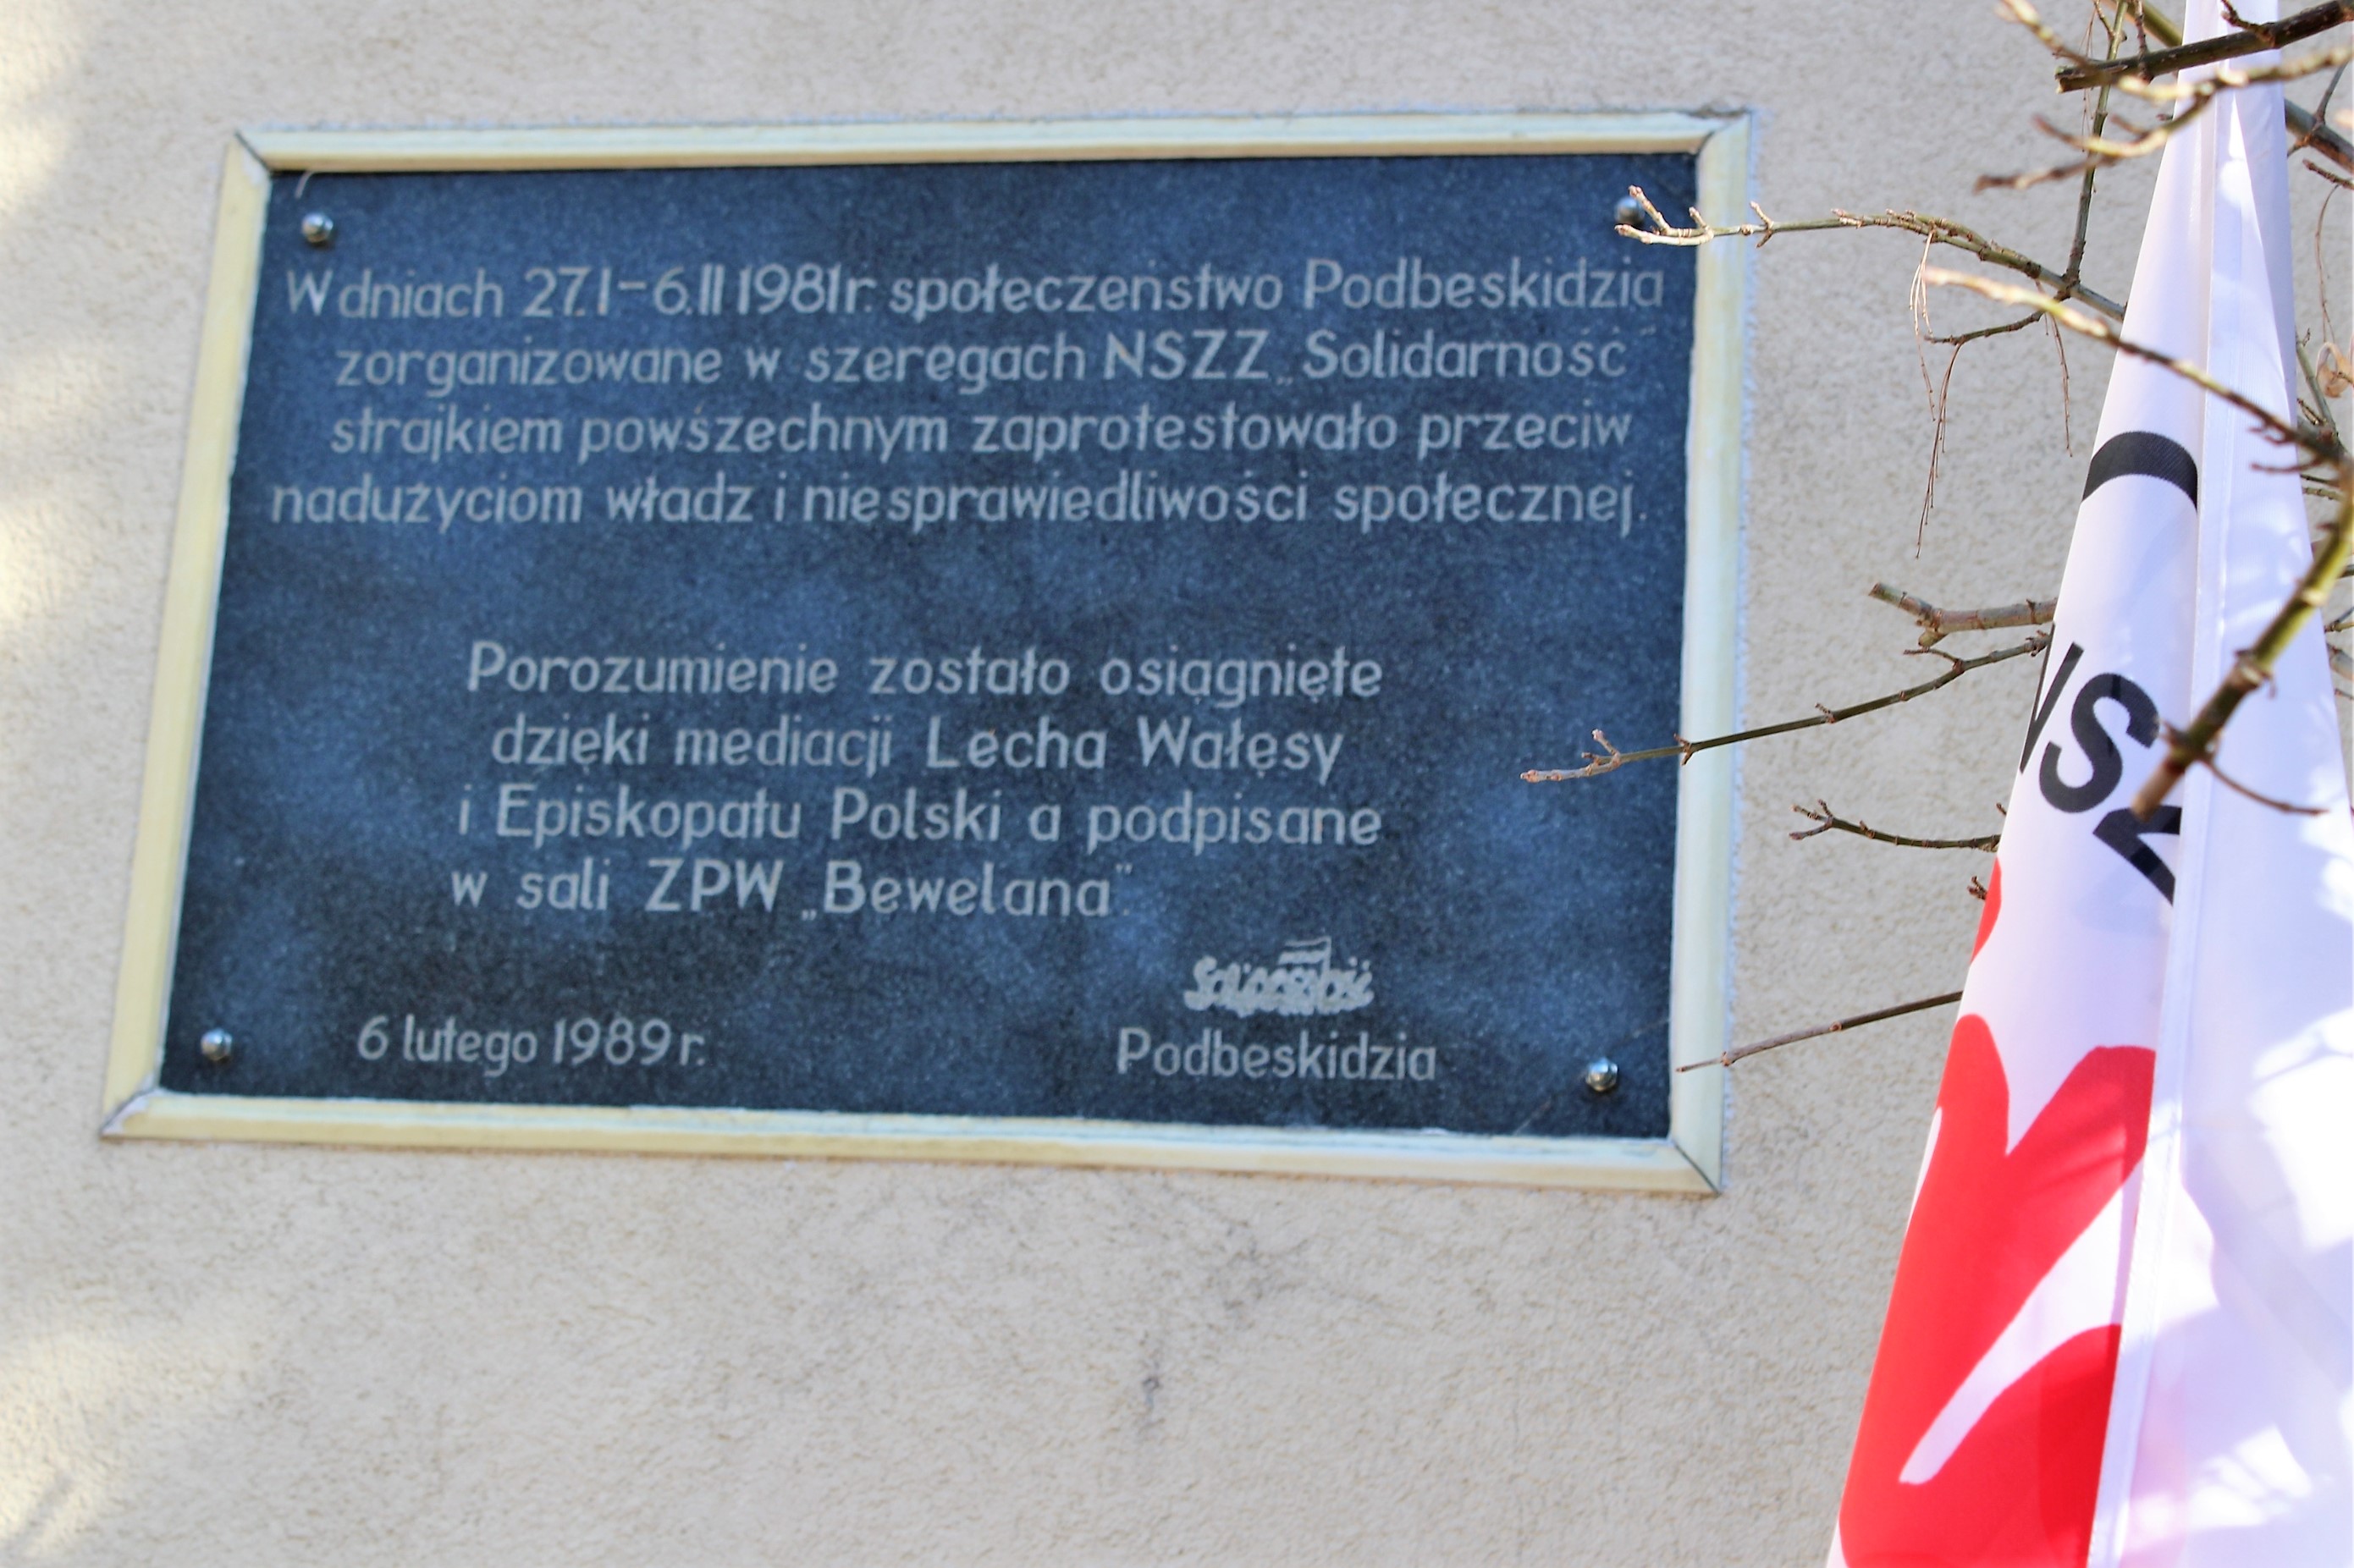 W dniach 27.I-6.II 1981r. społeczeństwo Podbeskidzia
zorganizowane w szeregach NSZZ „Solidarność”
strajkiem powszechnym zaprotestowało przeciw
nadużyciom władz i niesprawiedliwości społecznej.
Porozumienie zostało osiągnięte
dzięki mediacji Lecha Wałęsy
i Episkopatu Polski a podpisane
w sali ZPW „Bewelana”.
Solidarność
6 lutego 1989 r.
Podbeskidzia
NSZ